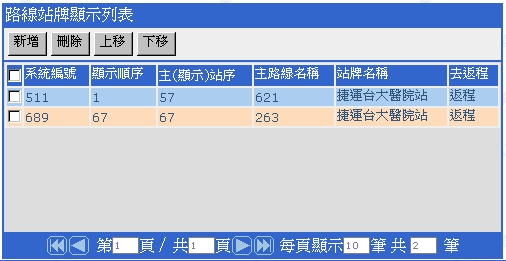 路線站牌顯示列表
新增 刪除 上移 下移
系統編號 顯示順序 主(顯示)站序 主路線名稱 站牌名稱 去返程
511 1 57 621 捷運台大醫院站 返程
689 67 67 263 捷運台大醫院站 返程
第1頁/共1頁 每頁顯示10筆共2筆